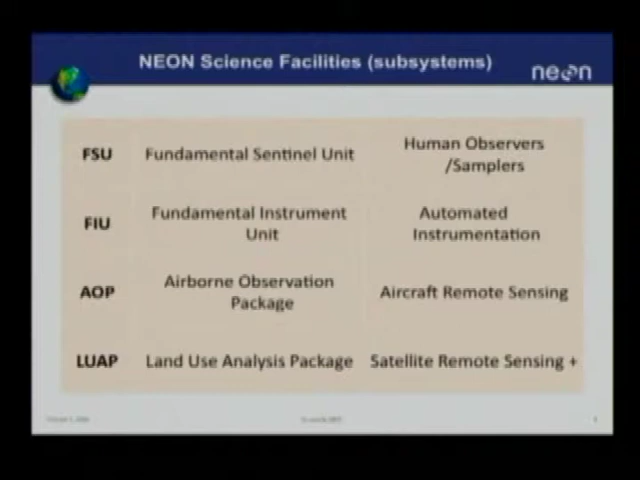 NEON Science Facilities (subsystems)
neon
FSU
Fundamental Sentinel Unit
Human Observers
/Samplers
FIU
Fundamental Instrument
Unit
Automated
Instrumentation
AOP
Airborne Observation
Package
Aircraft Remote Sensing
LUAP
Land Use Analysis Package
Satellite Remote Sensing +